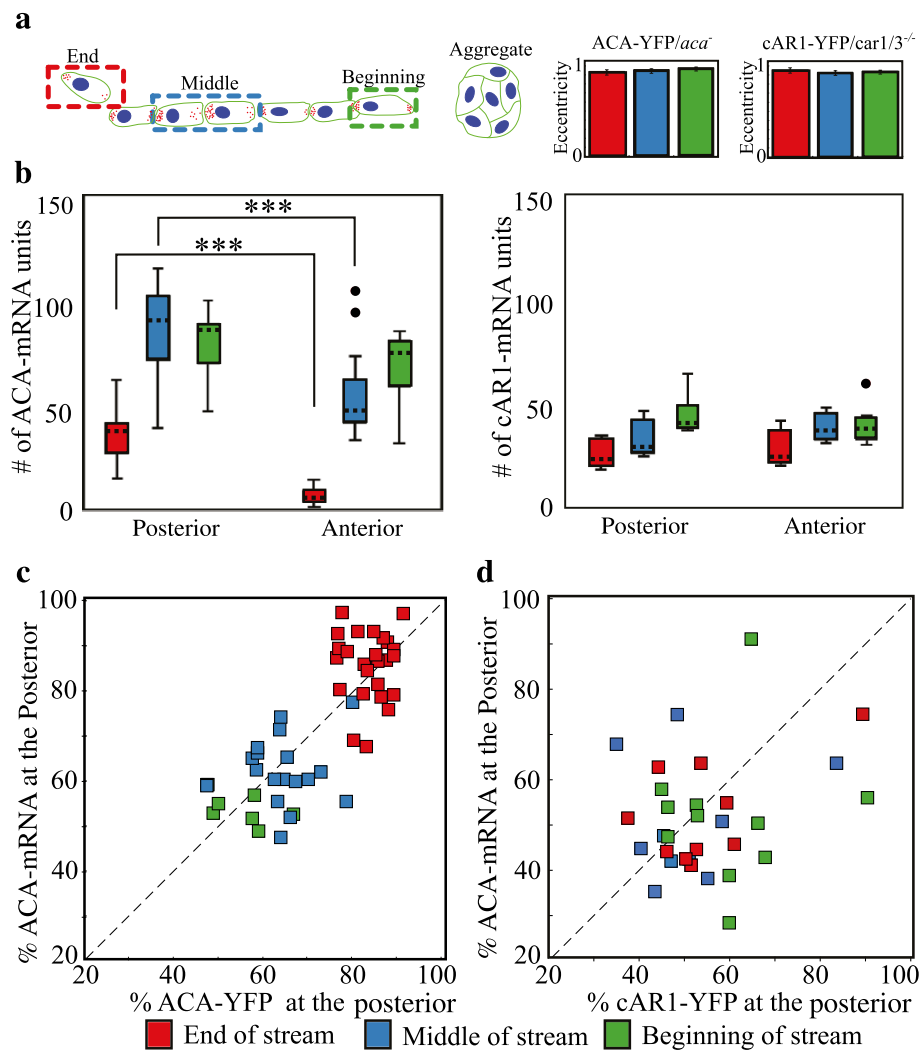 a
End
Middle
Beginning
Aggregate
ACA-YFP/aca-
cAR1-YFP/car1/3-/-
Eccentricity
1
0
Eccentricity
1
0
b
# of ACA-mRNA units
150
100
50
0
***
***
Posterior
Anterior
# of cAR1-mRNA units
150
100
50
0
Posterior
Anterior
c
% ACA-mRNA at the Posterior
100
80
60
40
20
20
40
60
80
100
% ACA-YFP at the posterior
d
% ACA-mRNA at the Posterior
100
80
60
40
20
20
40
60
80
100
% cAR1-YFP at the posterior
End of stream
Middle of stream
Beginning of stream